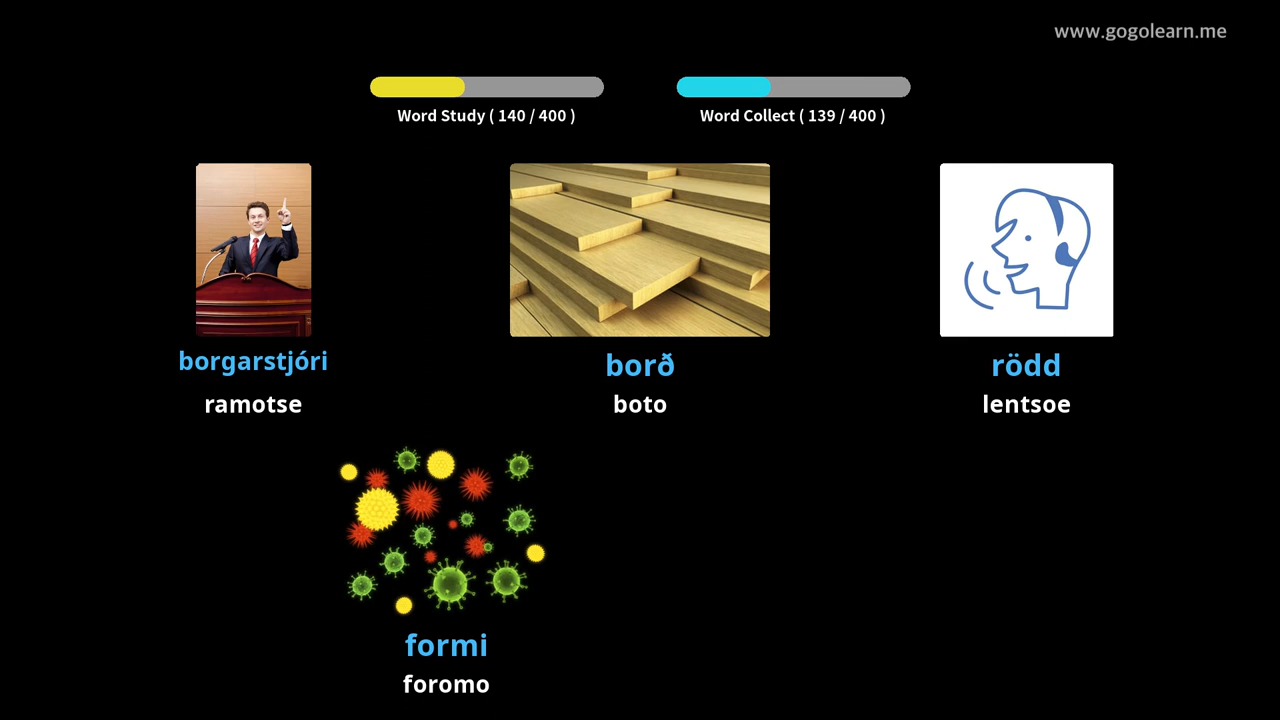 www.gogolearn.me
Word Study ( 140 / 400 )
Word Collect ( 139 / 400 )
borgarstjóri
ramotse
borð
boto
rödd
lentsoe
formi
foromo